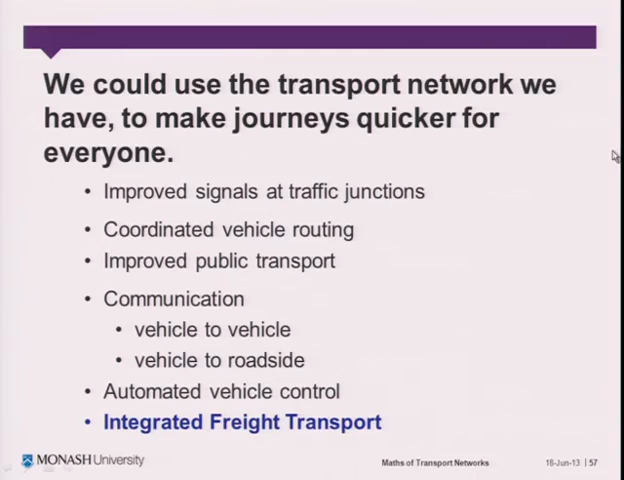 We could use the transport network we
have, to make journeys quicker for
everyone.
• Improved signals at traffic junctions
• Coordinated vehicle routing
• Improved public transport
• Communication
• vehicle to vehicle
• vehicle to roadside
• Automated vehicle control
• Integrated Freight Transport
MONASH University
Maths of Transport Networks
16-Jun-13 | 57